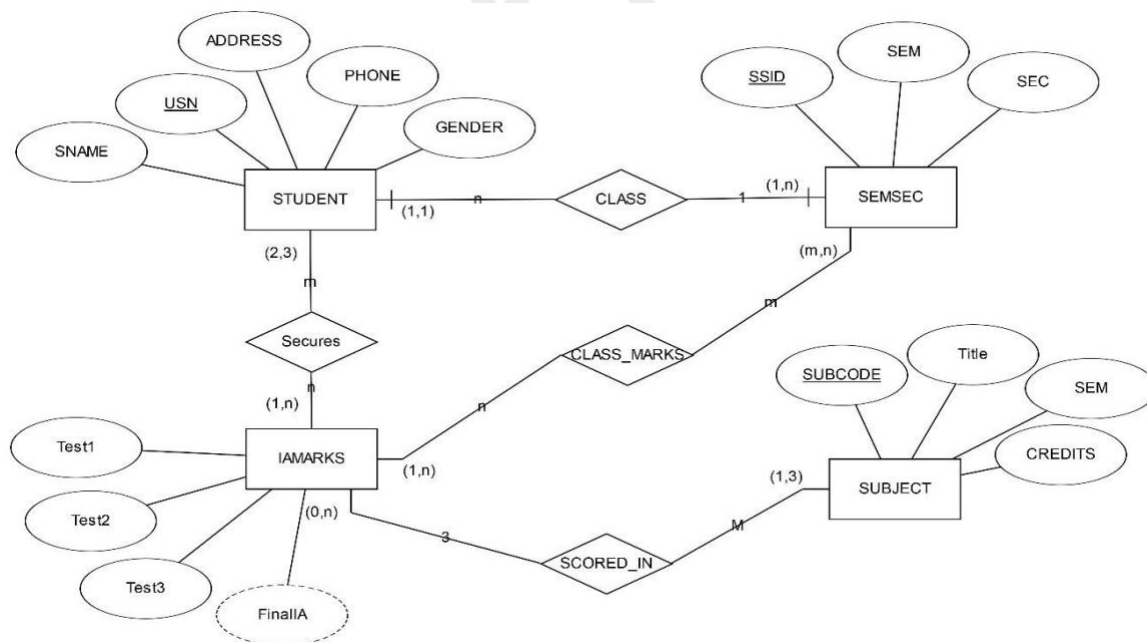 ADDRESS
SEM
PHONE
SSID
USN
SEC
GENDER
SNAME
STUDENT
n
CLASS
1
(1,n)
SEMSEC
(1,1)
(2,3)
(m,n)
m
m
Secures
CLASS_MARKS
Title
SUBCODE
n
SEM
(1,n)
n
Test1
IAMARKS
CREDITS
(1,n)
(1,3)
SUBJECT
(0,n)
Test2
M
3
SCORED_IN
Test3
FinalIA